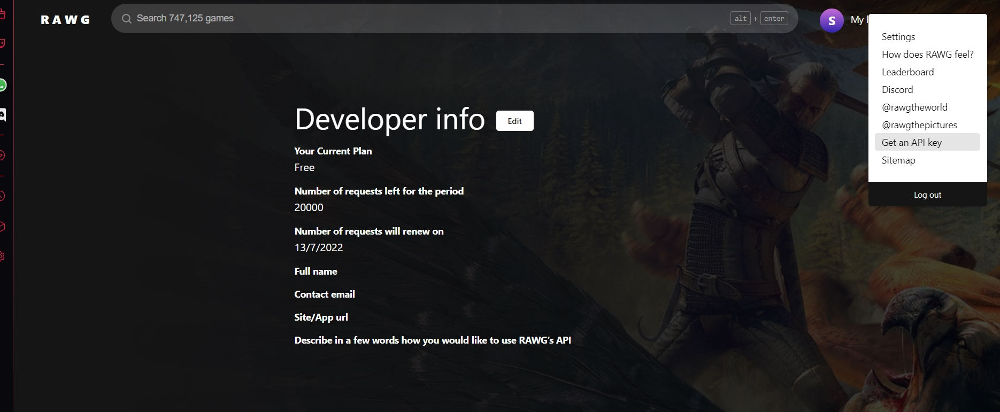 RAWG
Search 747,125 games
alt + enter
S
My l
Settings
How does RAWG feel?
Leaderboard
Discord
@rawgtheworld
@rawgthepictures
Get an API key
Sitemap
Log out
Developer info
Edit
Your Current Plan
Free
Number of requests left for the period
20000
Number of requests will renew on
13/7/2022
Full name
Contact email
Site/App url
Describe in a few words how you would like to use RAWG's API